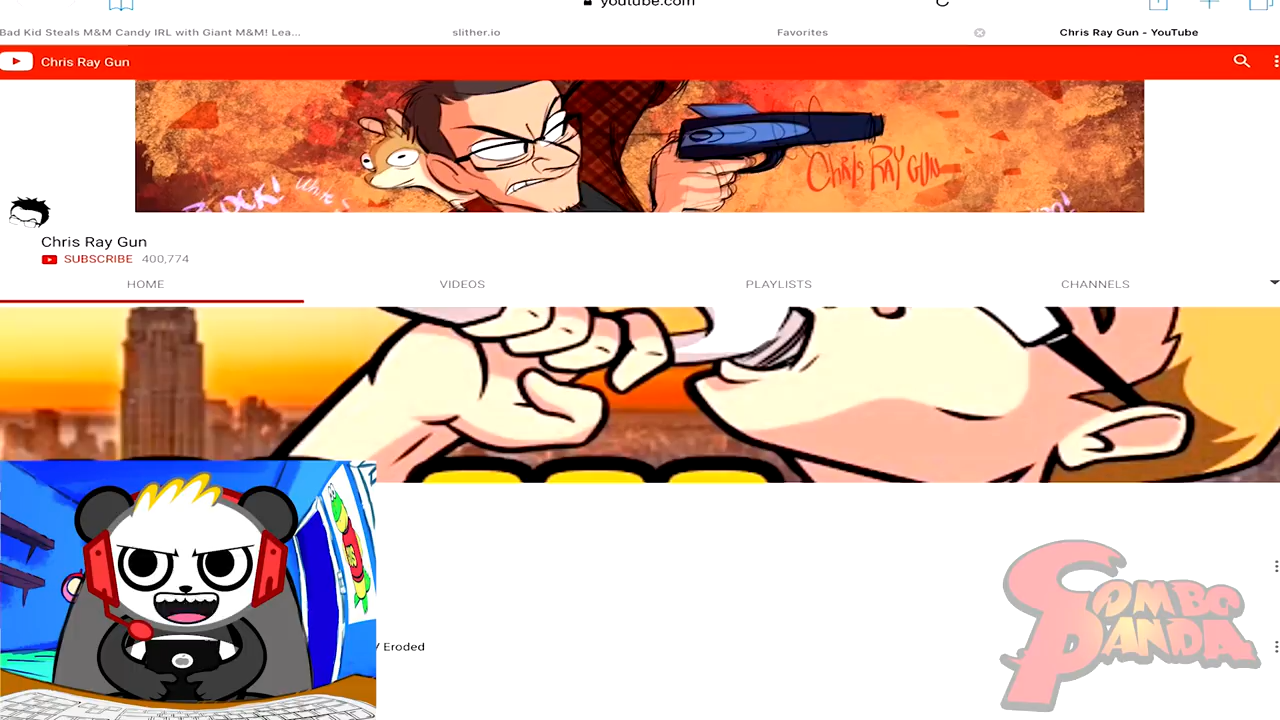 youtube.com
Bad Kid Steals M&M Candy IRL with Giant M&M! Lea...
slither.io
Favorites
Chris Ray Gun - YouTube
Chris Ray Gun
CHRIS RAY GUN
Chris Ray Gun
SUBSCRIBE 400,774
HOME
VIDEOS
PLAYLISTS
CHANNELS
/ Eroded
COMBO
PANDA